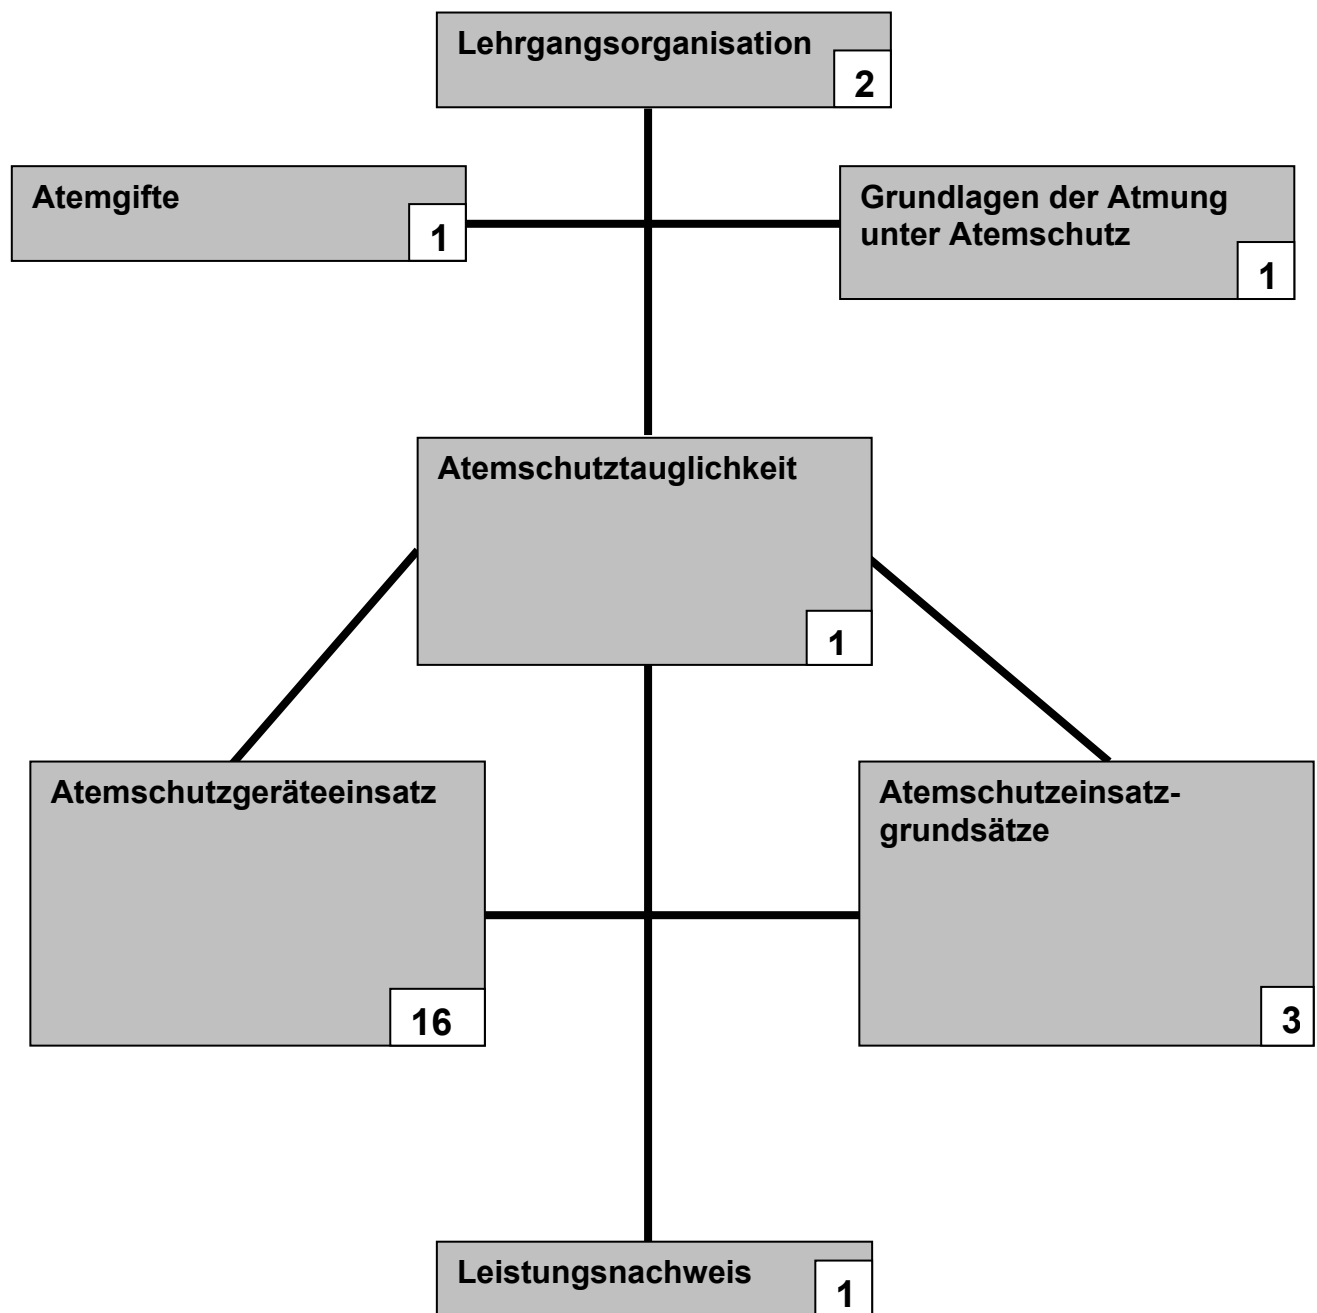 Lehrgangsorganisation
2
Atemgifte
1
Grundlagen der Atmung
unter Atemschutz
1
Atemschutztauglichkeit
1
Atemschutzgeräteeinsatz
16
Atemschutzeinsatz-
grundsätze
3
Leistungsnachweis
1